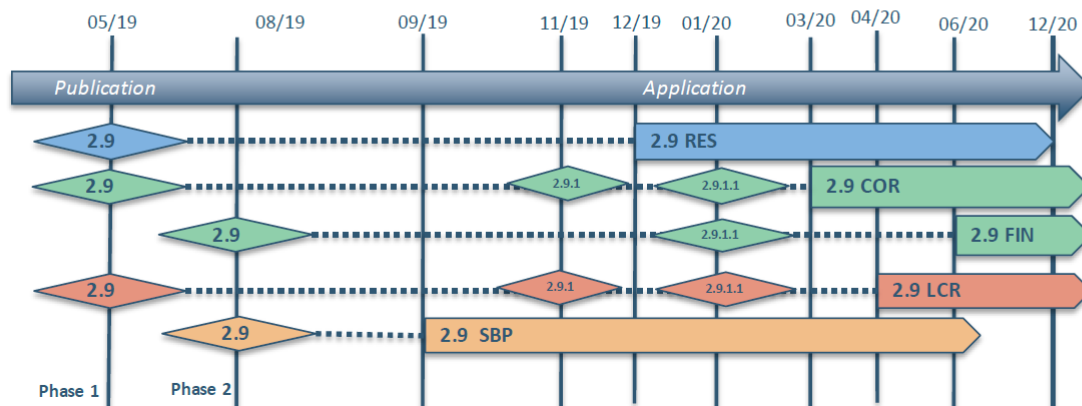 05/19 08/19 09/19 11/19 12/19 01/20 03/20 04/20 06/20 12/20
Publication Application
2.9 2.9 RES
2.9 2.9.1 2.9.1.1 2.9 COR
2.9 2.9.1.1 2.9 FIN
2.9 2.9.1 2.9.1.1 2.9 LCR
2.9 2.9 SBP
Phase 1 Phase 2